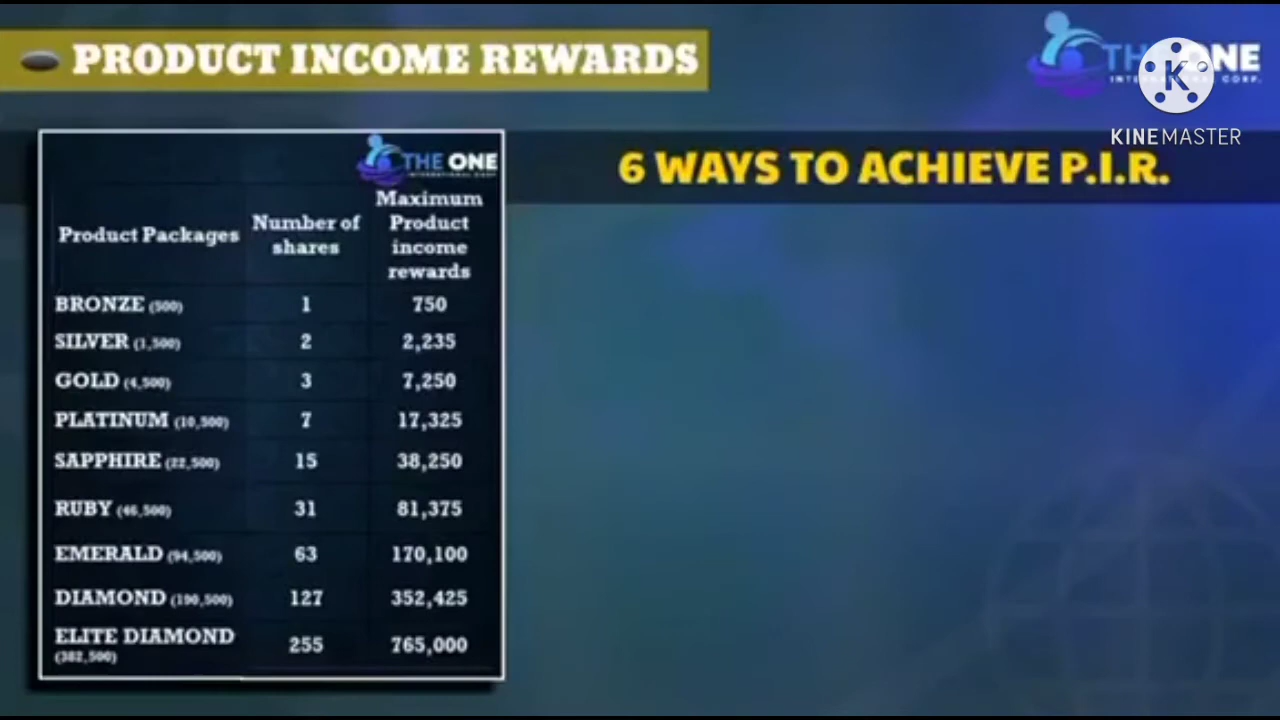 PRODUCT INCOME REWARDS
THE ONE
KINEMASTER
6 WAYS TO ACHIEVE P.I.R.
THE ONE
INTERNATIONAL CORP.
Product Packages Number of shares Maximum Product income rewards
BRONZE (500) 1 750
SILVER (1,500) 2 2,235
GOLD (4,500) 3 7,250
PLATINUM (10,500) 7 17,325
SAPPHIRE (22,500) 15 38,250
RUBY (46,500) 31 81,375
EMERALD (94,500) 63 170,100
DIAMOND (190,500) 127 352,425
ELITE DIAMOND 255 765,000
(382,500)